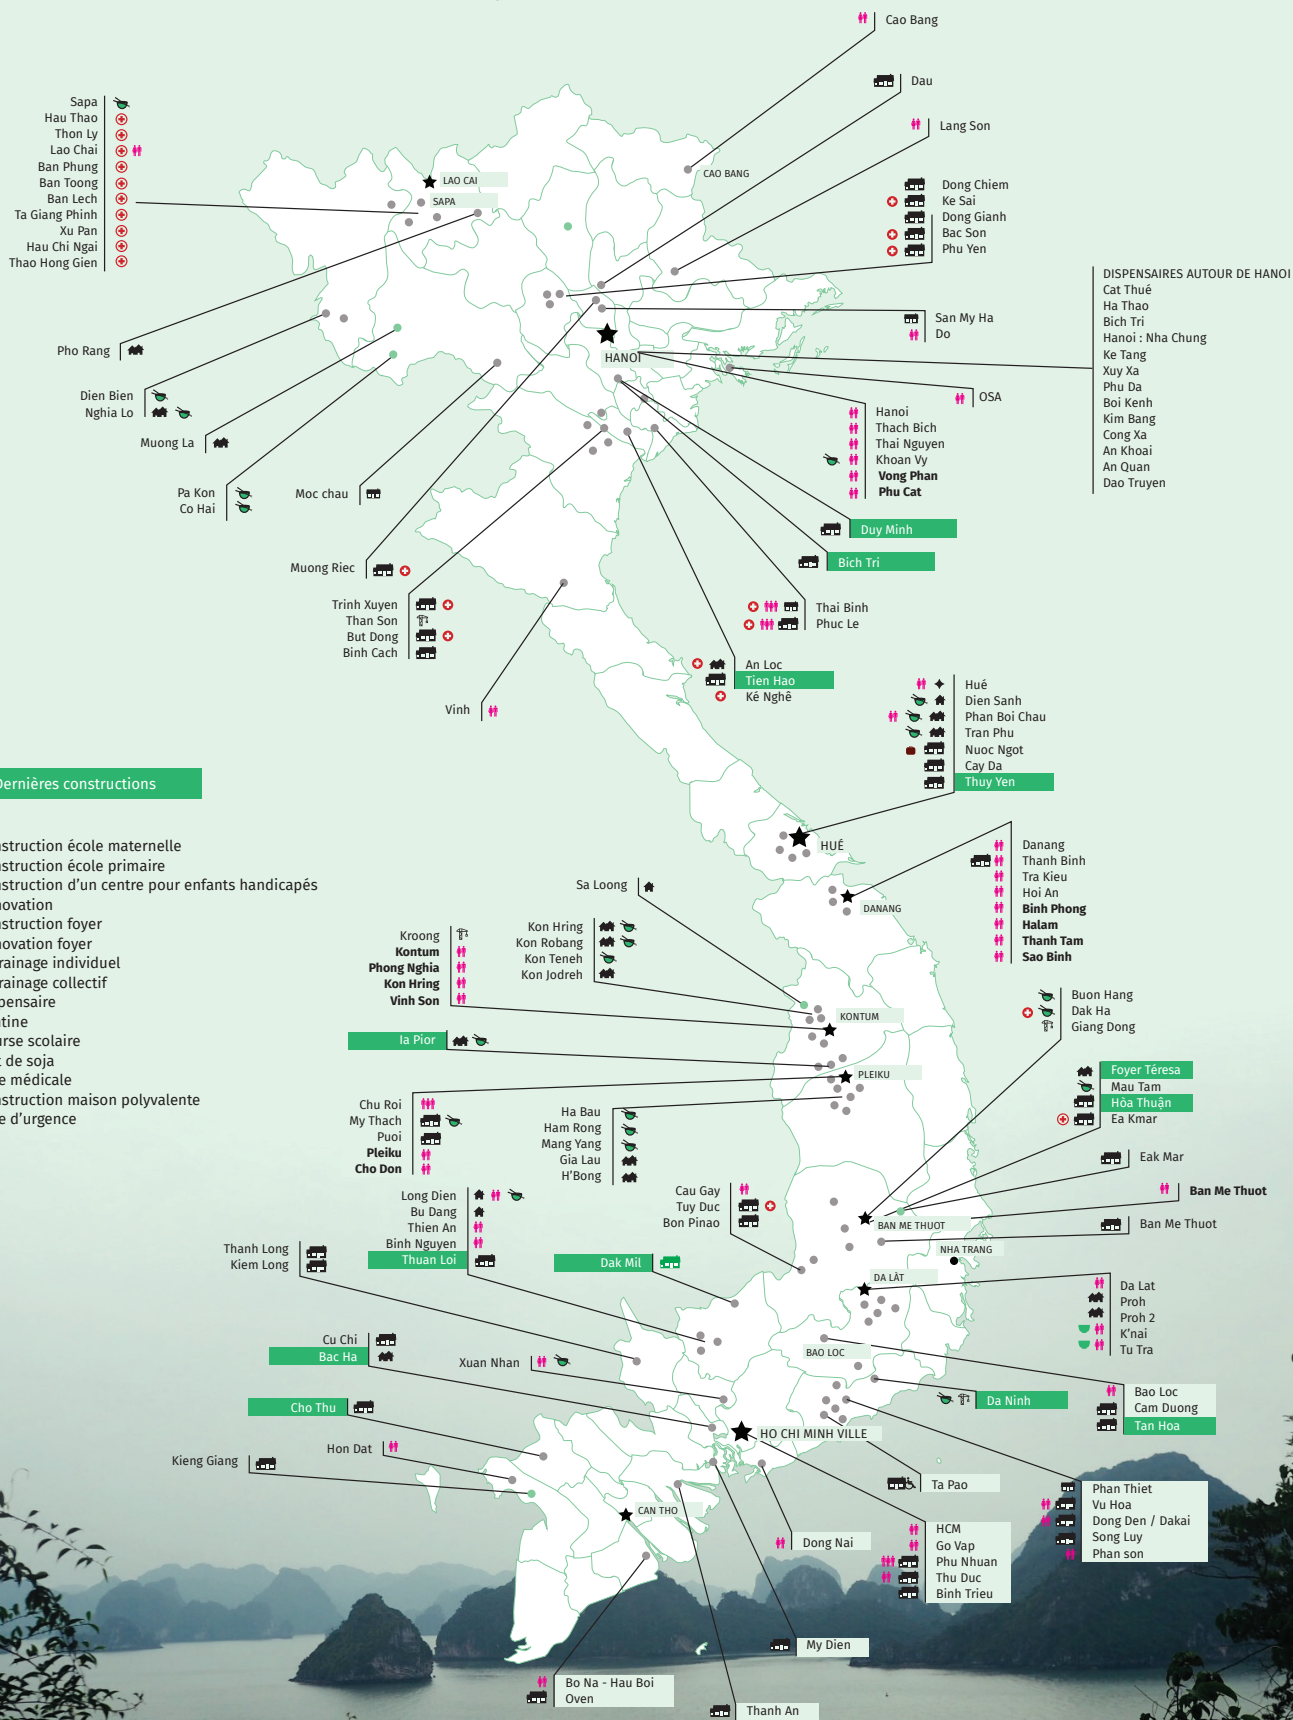 Cao Bang
Dau
Lang Son
Sapa
Hau Thao
Thon Ly
Lao Chai
Ban Phung
Ban Toong
Ban Lech
Ta Giang Phinh
Xu Pan
Hau Chi Ngai
Thao Hong Gien
LAO CAI
SAPA
CAO BANG
Dong Chiem
Ke Sai
Dong Gianh
Bac Son
Phu Yen
DISPENSAIRES AUTOUR DE HANOI
Cat Thué
Ha Thao
Bich Tri
Hanoi : Nha Chung
Ke Tang
Xuy Xa
Phu Da
Boi Kenh
Kim Bang
Cong Xa
An Khoai
An Quan
Dao Truyen
San My Ha
Do
HANOI
Pho Rang
Dien Bien
Nghia Lo
Muong La
Pa Kon
Co Hai
Moc chau
OSA
Hanoi
Thach Bich
Thai Nguyen
Khoan Vy
Vong Phan
Phu Cat
Duy Minh
Bich Tri
Muong Riec
Trinh Xuyen
Than Son
But Dong
Binh Cach
Thai Binh
Phuc Le
An Loc
Tien Hao
Ké Nghê
Vinh
Hué
Dien Sanh
Phan Boi Chau
Tran Phu
Nuoc Ngot
Cay Da
Thuy Yen
Dernières constructions
nstruction école maternelle
nstruction école primaire
nstruction d'un centre pour enfants handicapés
novation
nstruction foyer
novation foyer
rainage individuel
rainage collectif
pensaire
ntine
urse scolaire
t de soja
e médicale
nstruction maison polyvalente
e d'urgence
HUÉ
Danang
Thanh Binh
Tra Kieu
Hoi An
Binh Phong
Halam
Thanh Tam
Sao Binh
DANANG
Sa Loong
Kon Hring
Kon Robang
Kon Teneh
Kon Jodreh
Kroong
Kontum
Phong Nghia
Kon Hring
Vinh Son
KONTUM
Buon Hang
Dak Ha
Giang Dong
Ia Pior
PLEIKU
Foyer Téresa
Mau Tam
Hòa Thuận
Ea Kmar
Chu Roi
My Thach
Puoi
Pleiku
Cho Don
Ha Bau
Ham Rong
Mang Yang
Gia Lau
H'Bong
Eak Mar
Ban Me Thuot
Ban Me Thuot
Long Dien
Bu Dang
Thien An
Binh Nguyen
Thuan Loi
Cau Gay
Tuy Duc
Bon Pinao
BAN ME THUOT
NHA TRANG
Thanh Long
Kiem Long
Dak Mil
DA LÀT
Da Lat
Proh
Proh 2
K'nai
Tu Tra
Cu Chi
Bac Ha
Xuan Nhan
BAO LOC
Bao Loc
Cam Duong
Tan Hoa
Cho Thu
Da Ninh
Hon Dat
Kieng Giang
HO CHI MINH VILLE
Ta Pao
Phan Thiet
Vu Hoa
Dong Den / Dakai
Song Luy
Phan son
CAN THO
Dong Nai
HCM
Go Vap
Phu Nhuan
Thu Duc
Binh Trieu
My Dien
Bo Na - Hau Boi
Oven
Thanh An